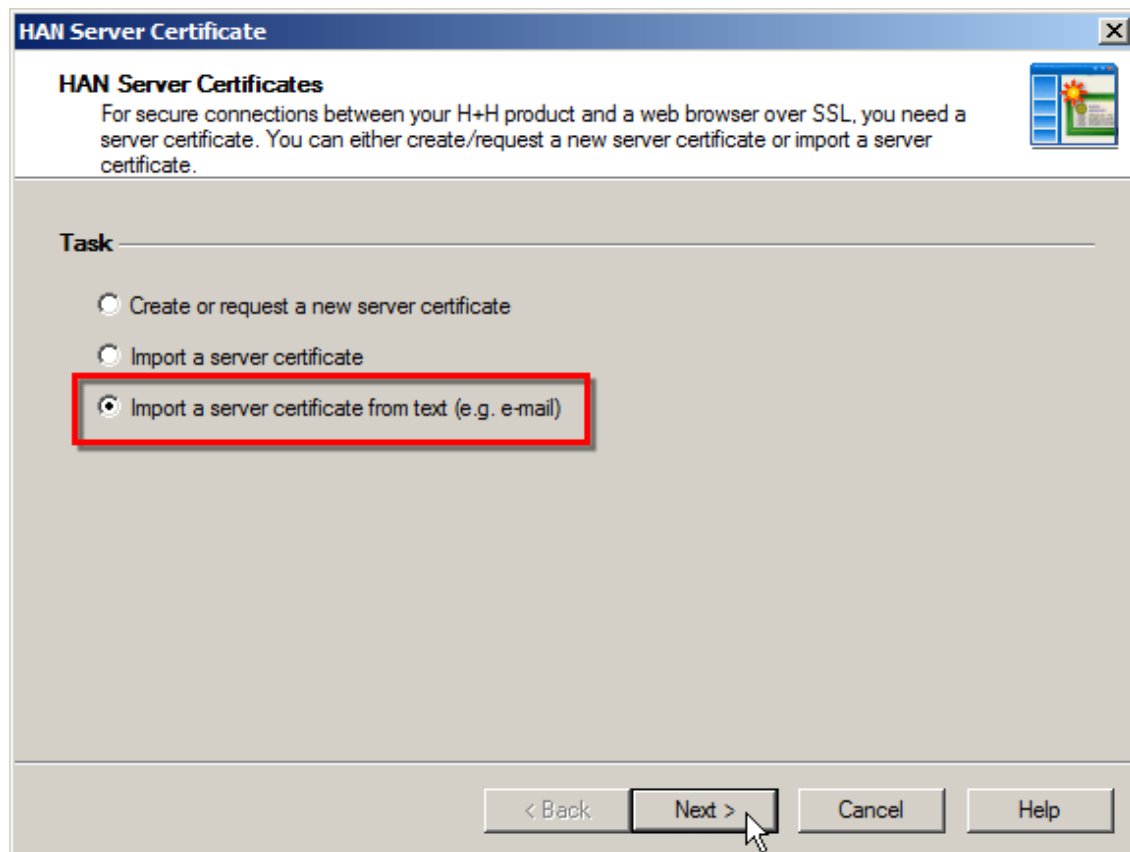 HAN Server Certificate
HAN Server Certificates
For secure connections between your H+H product and a web browser over SSL, you need a
server certificate. You can either create/request a new server certificate or import a server
certificate.
Task
Create or request a new server certificate
Import a server certificate
Import a server certificate from text (e.g. e-mail)
< Back Next > Cancel Help